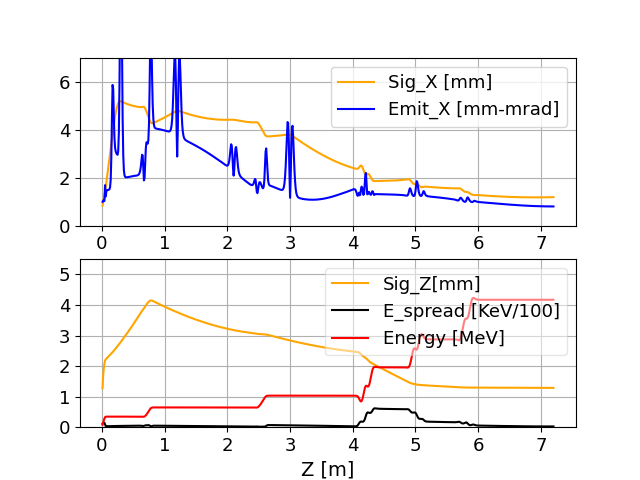 6
4
2
0
Sig_X [mm]
Emit_X [mm-mrad]
0 1 2 3 4 5 6 7
5
4
3
2
1
0
Sig_Z[mm]
E_spread [KeV/100]
Energy [MeV]
0 1 2 3 4 5 6 7
Z [m]